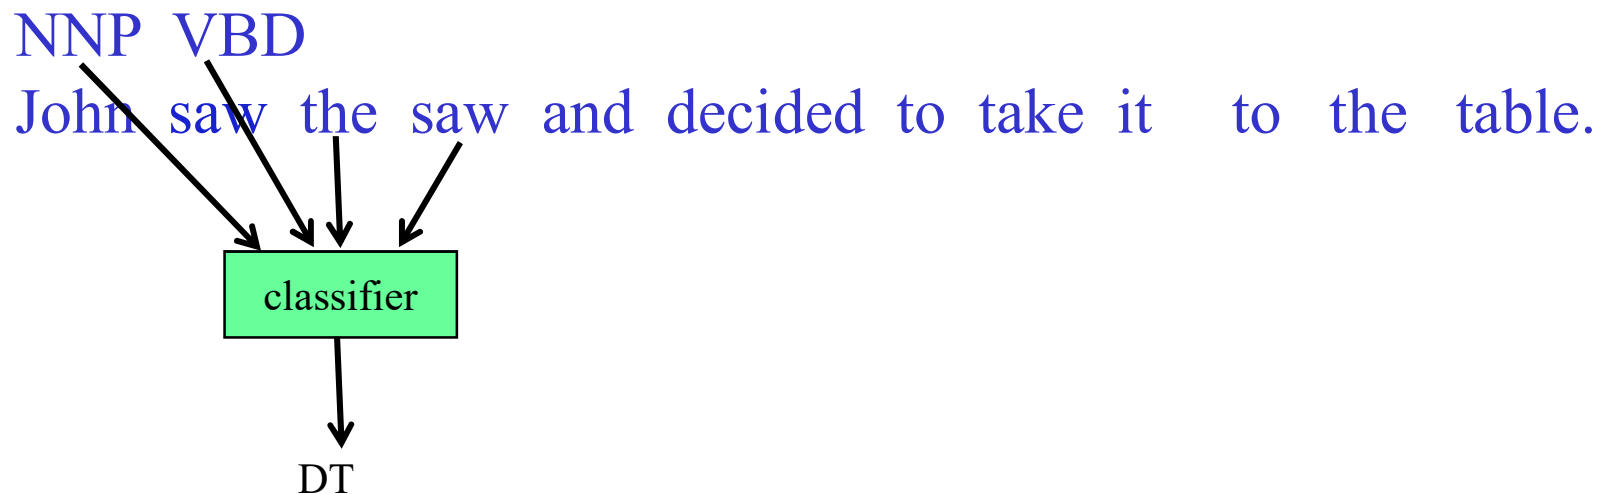 NNP VBD
John saw the saw and decided to take it to the table.
classifier
DT